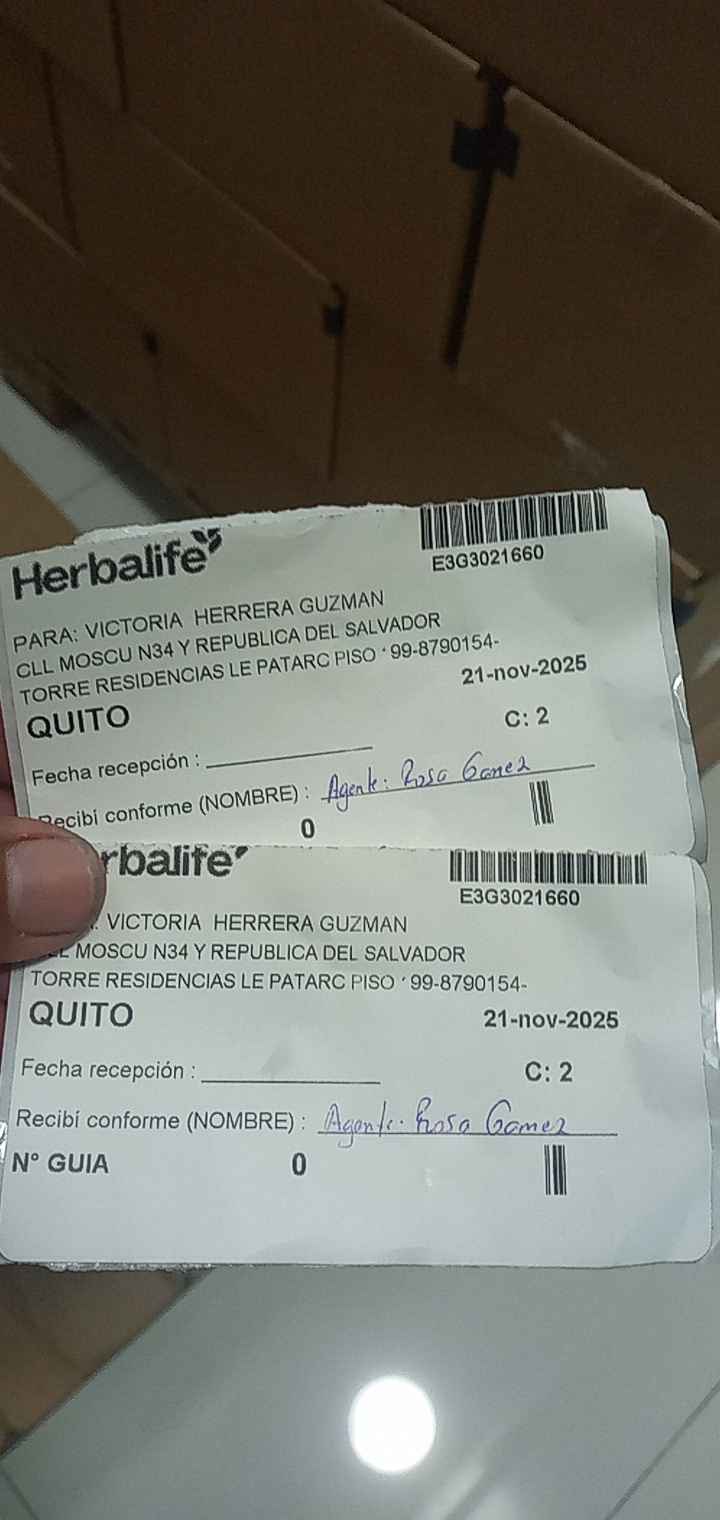 Herbalife
E3G3021660
PARA: VICTORIA HERRERA GUZMAN
CLL MOSCU N34 Y REPUBLICA DEL SALVADOR
TORRE RESIDENCIAS LE PATARC PISO ' 99-8790154-
QUITO
21-nov-2025
Fecha recepción :
C: 2
Recibi conforme (NOMBRE) : Agente: Rosa Gamez
0
rbalife
E3G3021660
VICTORIA HERRERA GUZMAN
MOSCU N34 Y REPUBLICA DEL SALVADOR
TORRE RESIDENCIAS LE PATARC PISO ' 99-8790154-
QUITO
21-nov-2025
Fecha recepción :
C: 2
Recibí conforme (NOMBRE) : Agente: Rosa Gamez
N° GUIA
0